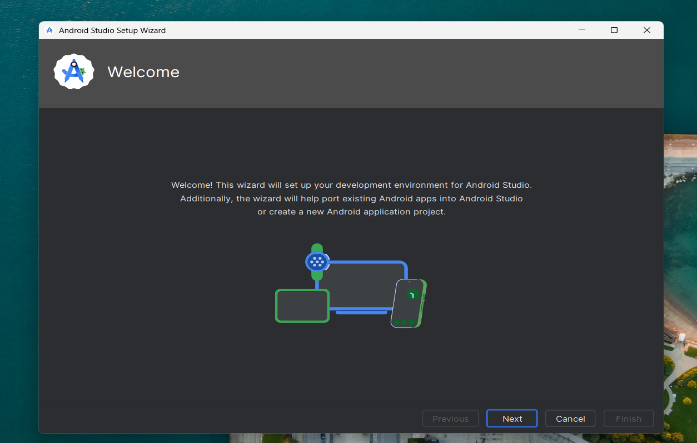 Android Studio Setup Wizard
Welcome
Welcome! This wizard will set up your development environment for Android Studio.
Additionally, the wizard will help port existing Android apps into Android Studio
or create a new Android application project.
Previous
Next
Cancel
Finish